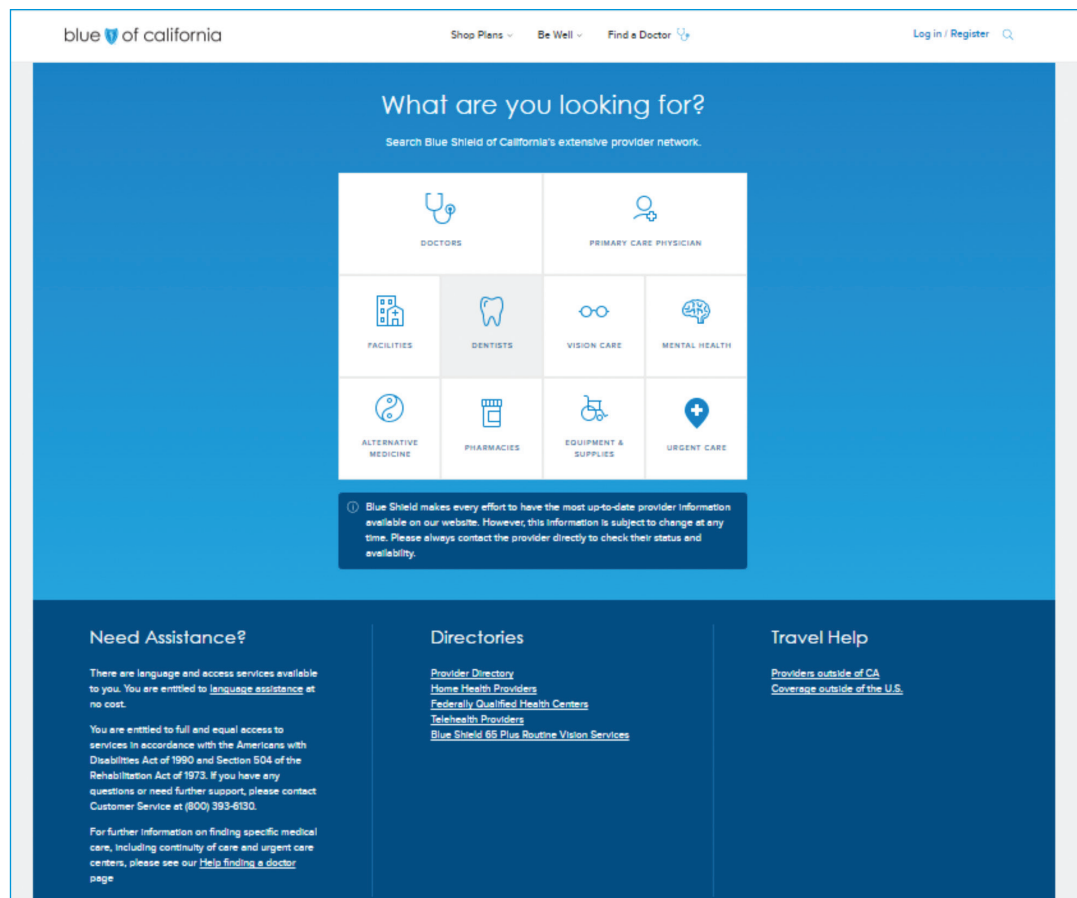 blue of california
Shop Plans
Be Well
Find a Doctor
Log in / Register
What are you looking for?
Search Blue Shield of California's extensive provider network.
DOCTORS
PRIMARY CARE PHYSICIAN
FACILITIES
DENTISTS
VISION CARE
MENTAL HEALTH
ALTERNATIVE
MEDICINE
PHARMACIES
EQUIPMENT &
SUPPLIES
URGENT CARE
Blue Shield makes every effort to have the most up-to-date provider information
available on our website. However, this information is subject to change at any
time. Please always contact the provider directly to check their status and
availability.
Need Assistance?
There are language and access services available
to you. You are entitled to language assistance at
no cost.
You are entitled to full and equal access to
services in accordance with the Americans with
Disabilities Act of 1990 and Section 504 of the
Rehabilitation Act of 1973. If you have any
questions or need further support, please contact
Customer Service at (800) 393-6130.
For further information on finding specific medical
care, including continuity of care and urgent care
centers, please see our Help finding a doctor
page
Directories
Provider Directory
Home Health Providers
Federally Qualified Health Centers
Telehealth Providers
Blue Shield 65 Plus Routine Vision Services
Travel Help
Providers outside of CA
Coverage outside of the U.S.